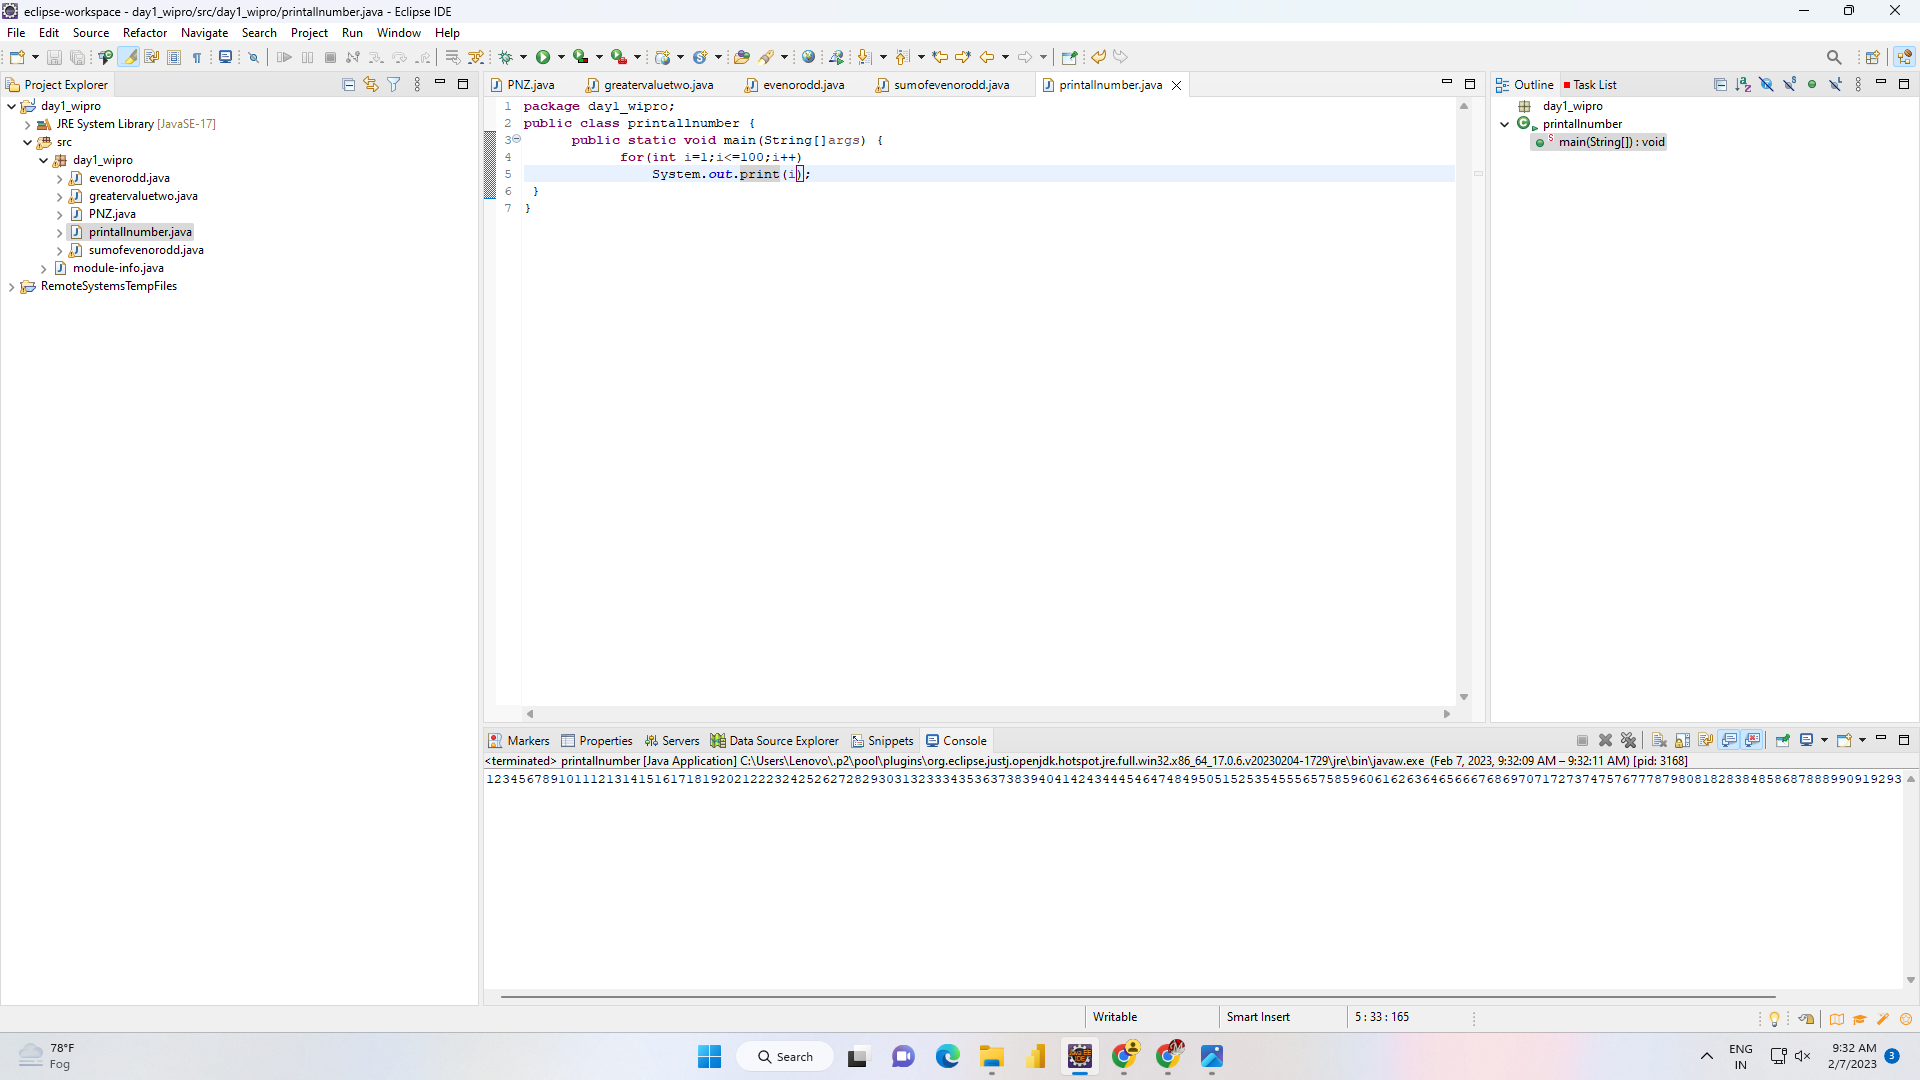 eclipse-workspace - day1_wipro/src/day1_wipro/printallnumber.java - Eclipse IDE
File Edit Source Refactor Navigate Search Project Run Window Help
Project Explorer
day1_wipro
JRE System Library [JavaSE-17]
src
day1_wipro
evenorodd.java
greatervaluetwo.java
PNZ.java
printallnumber.java
sumofevenorodd.java
module-info.java
RemoteSystemsTempFiles
PNZ.java greatervaluetwo.java evenorodd.java sumofevenorodd.java printallnumber.java
1 package day1_wipro;
2 public class printallnumber {
3 public static void main(String[]args) {
4 for(int i=1;i<=100;i++)
5 System.out.print(i);
6 }
7 }
Outline Task List
day1_wipro
printallnumber
main(String[]) : void
Markers Properties Servers Data Source Explorer Snippets Console
<terminated> printallnumber [Java Application] C:\Users\Lenovo\.p2\pool\plugins\org.eclipse.justj.openjdk.hotspot.jre.full.win32.x86_64_17.0.6.v20230204-1729\jre\bin\javaw.exe (Feb 7, 2023, 9:32:09 AM – 9:32:11 AM) [pid: 3168]
123456789101112131415161718192021222324252627282930313233343536373839404142434445464748495051525354555657585960616263646566676869707172737475767778798081828384858687888990919293
Writable Smart Insert 5 : 33 : 165
78°F
Fog
Search
ENG
IN
9:32 AM
2/7/2023
3